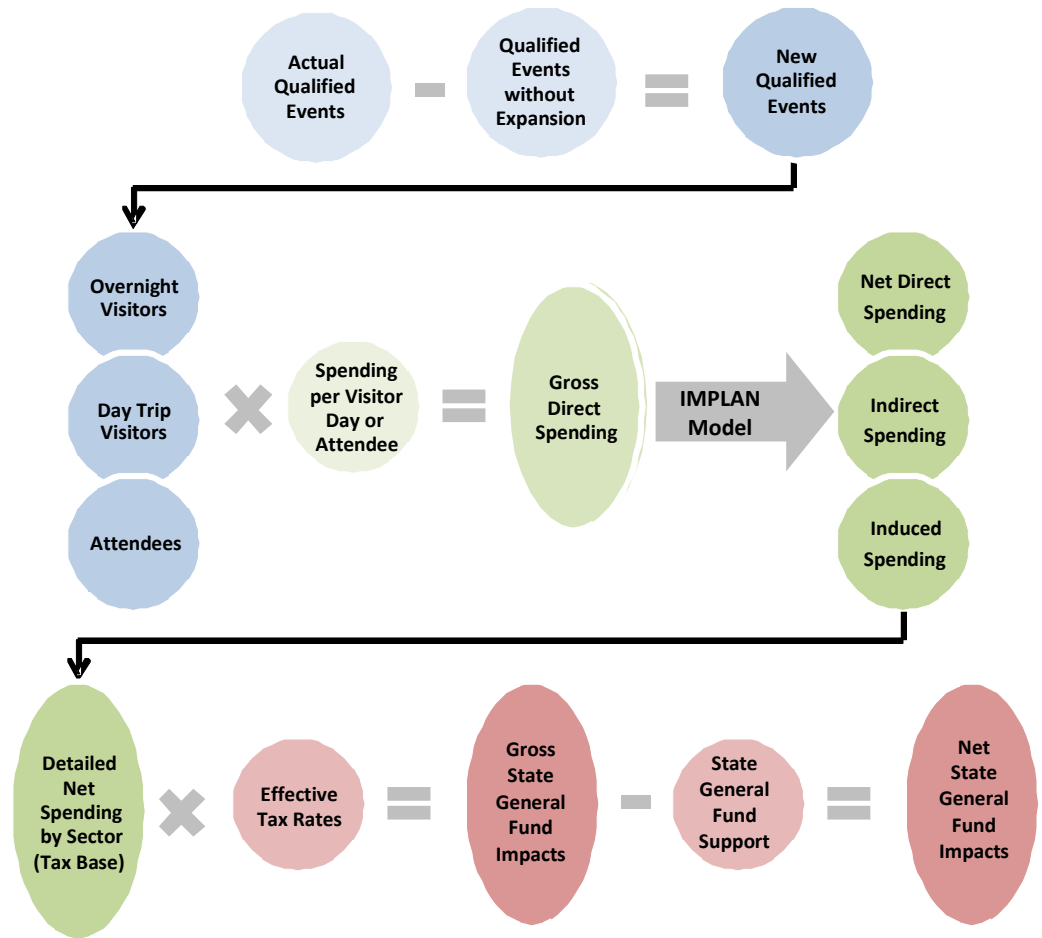 Actual
Qualified
Events
Qualified
Events
without
Expansion
New
Qualified
Events
Overnight
Visitors
Day Trip
Visitors
Attendees
Spending
per Visitor
Day or
Attendee
Gross
Direct
Spending
IMPLAN
Model
Net Direct
Spending
Indirect
Spending
Induced
Spending
Detailed
Net
Spending
by Sector
(Tax Base)
Effective
Tax Rates
Gross
State
General
Fund
Impacts
State
General
Fund
Support
Net
State
General
Fund
Impacts